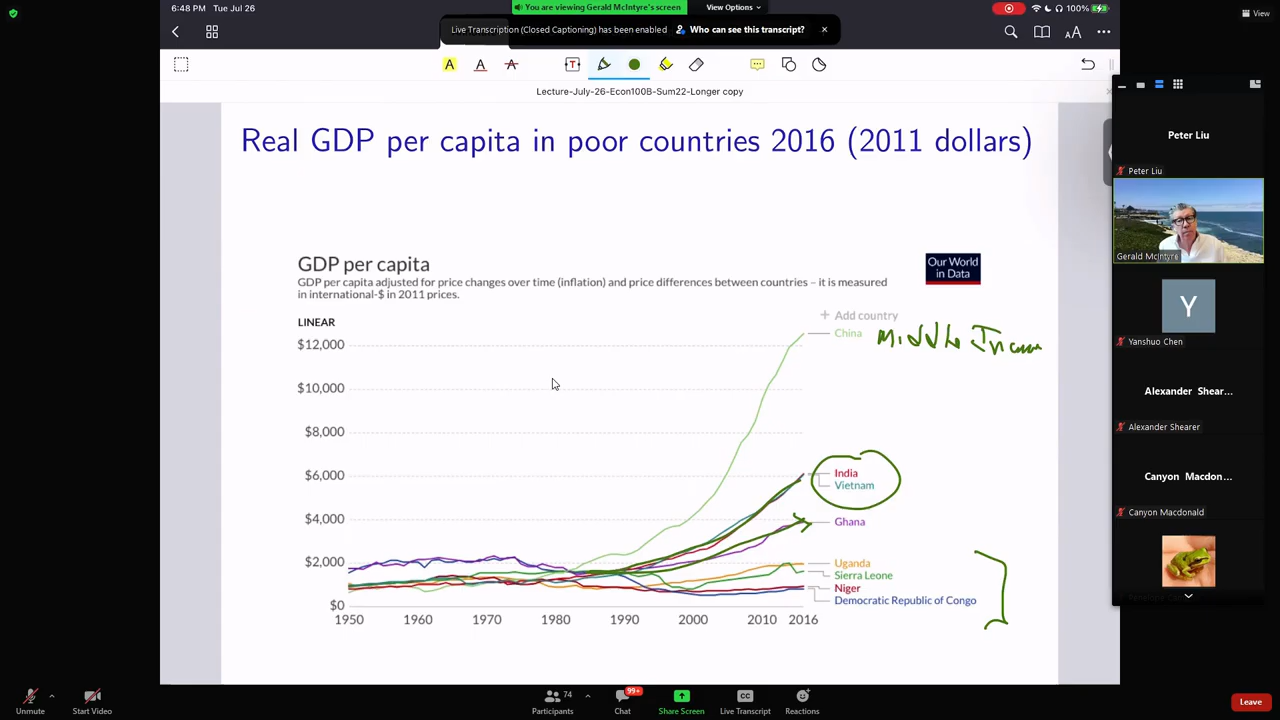 6:48 PM Tue Jul 26
You are viewing Gerald McIntyre's screen
View Options
100%
View
Live Transcription (Closed Captioning) has been enabled
Who can see this transcript?
Lecture-July-26-Econ100B-Sum22-Longer copy
Real GDP per capita in poor countries 2016 (2011 dollars)
GDP per capita
GDP per capita adjusted for price changes over time (inflation) and price differences between countries – it is measured
in international-$ in 2011 prices.
Our World
in Data
LINEAR
+ Add country
China
Middle Income
$12,000
$10,000
$8,000
$6,000
$4,000
$2,000
$0
India
Vietnam
Ghana
Uganda
Sierra Leone
Niger
Democratic Republic of Congo
1950
1960
1970
1980
1990
2000
2010
2016
Peter Liu
Peter Liu
Gerald McIntyre
Y
Yanshuo Chen
Alexander Shear...
Alexander Shearer
Canyon Macdon...
Canyon Macdonald
Unmute
Start Video
Participants
74
Chat
99+
Share Screen
CC
Live Transcript
Reactions
Leave